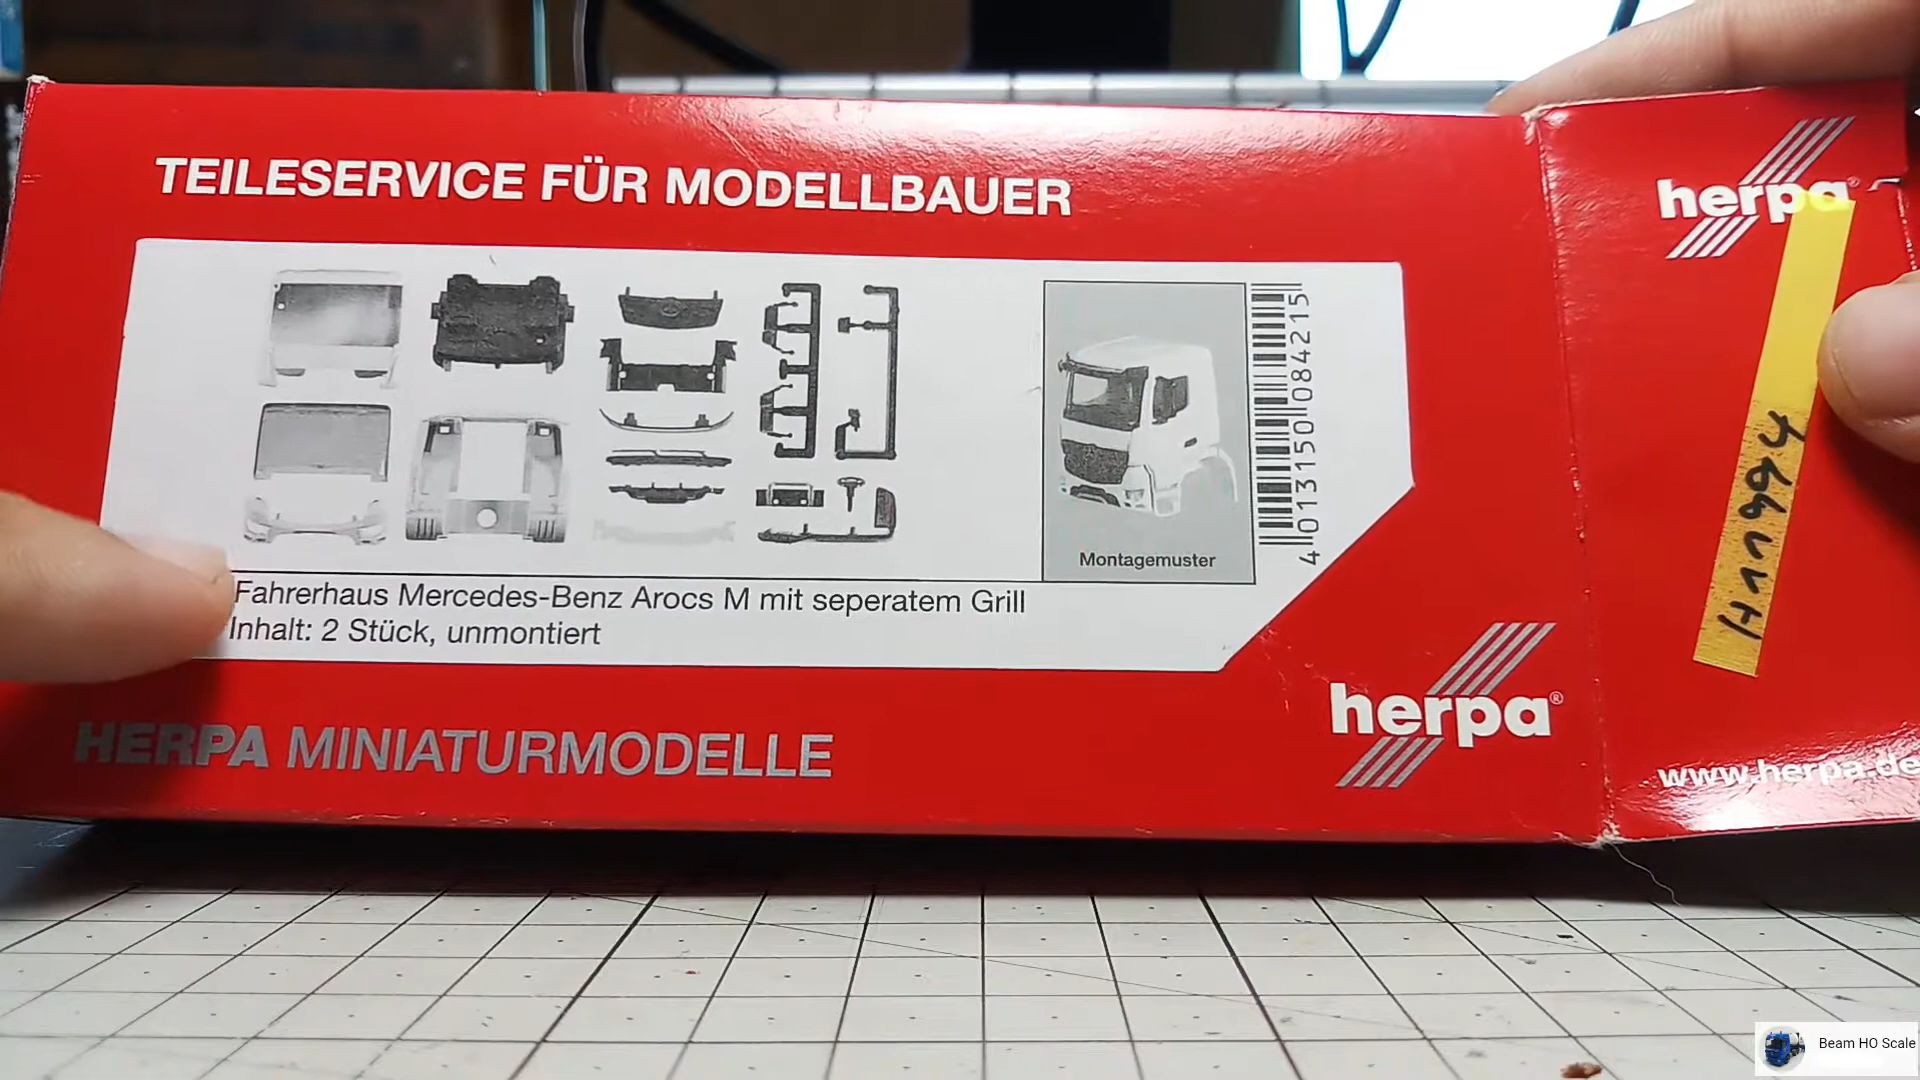 TEILESERVICE FÜR MODELLBAUER
herpa®
Montagemuster
4 013150 084215
Fahrerhaus Mercedes-Benz Arocs M mit seperatem Grill
Inhalt: 2 Stück, unmontiert
HERPA MINIATURMODELLE
herpa®
www.herpa.de
Beam HO Scale